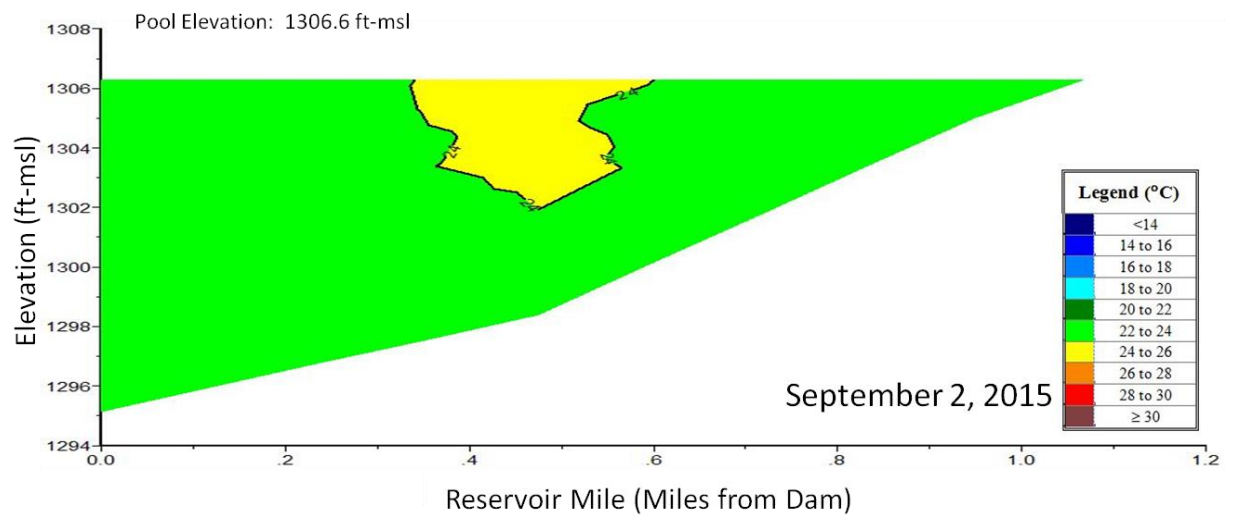 Pool Elevation: 1306.6 ft-msl
1308
1306
1304
1302
1300
1298
1296
1294
Elevation (ft-msl)
24
24
24
24
Legend (°C)
<14
14 to 16
16 to 18
18 to 20
20 to 22
22 to 24
24 to 26
26 to 28
28 to 30
≥ 30
September 2, 2015
0.0 .2 .4 .6 .8 1.0 1.2
Reservoir Mile (Miles from Dam)